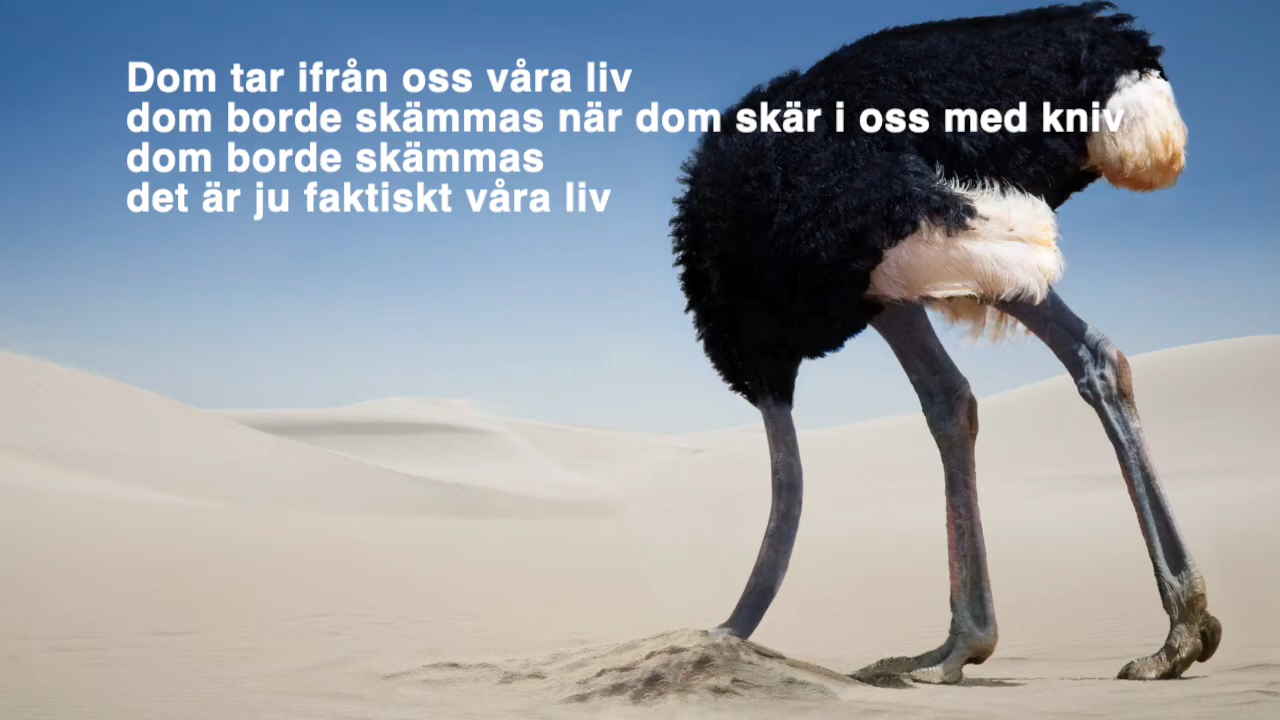 Dom tar ifrån oss våra liv
dom borde skämmas när dom skär i oss med kniv
dom borde skämmas
det är ju faktiskt våra liv